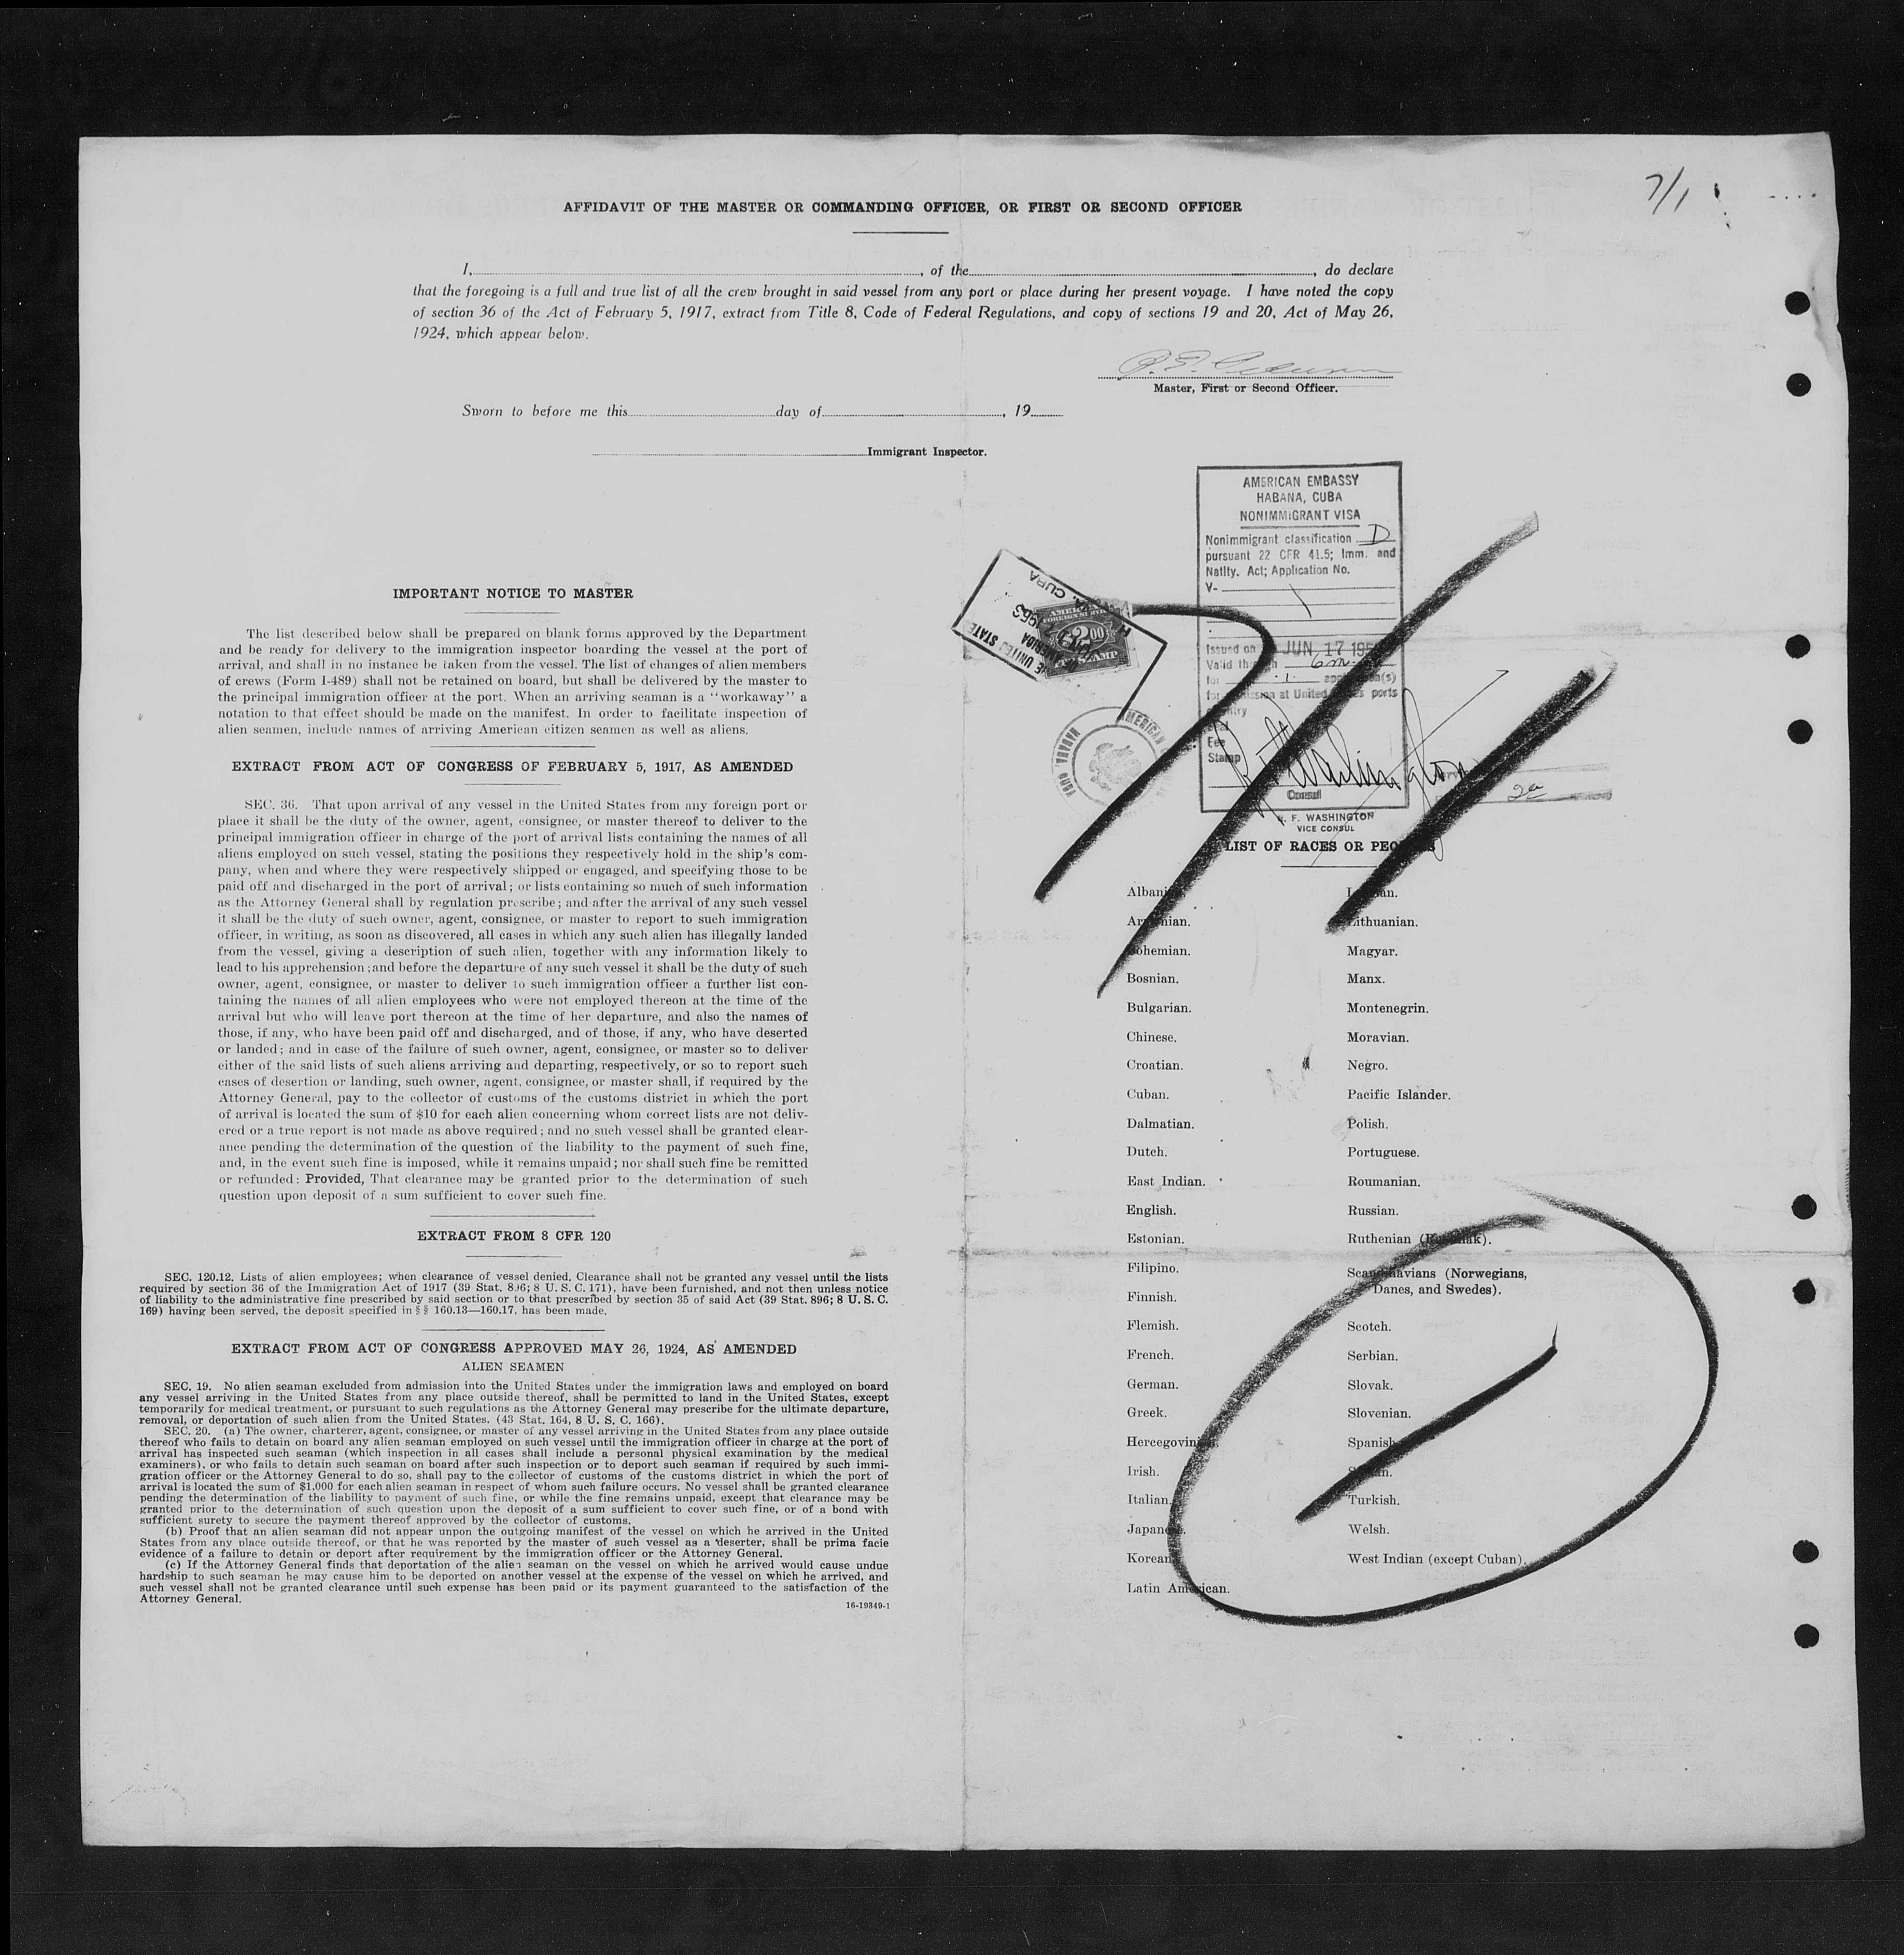 7/1
AFFIDAVIT OF THE MASTER OR COMMANDING OFFICER, OR FIRST OR SECOND OFFICER
I, , of the , do declare
that the foregoing is a full and true list of all the crew brought in said vessel from any port or place during her present voyage. I have noted the copy
of section 36 of the Act of February 5, 1917, extract from Title 8, Code of Federal Regulations, and copy of sections 19 and 20, Act of May 26,
1924, which appear below.
Master, First or Second Officer.
Sworn to before me this day of , 19
Immigrant Inspector.
IMPORTANT NOTICE TO MASTER
The list described below shall be prepared on blank forms approved by the Department
and be ready for delivery to the immigration inspector boarding the vessel at the port of
arrival, and shall in no instance be taken from the vessel. The list of changes of alien members
of crews (Form I-489) shall not be retained on board, but shall be delivered by the master to
the principal immigration officer at the port. When an arriving seaman is a "workaway" a
notation to that effect should be made on the manifest. In order to facilitate inspection of
alien seamen, include names of arriving American citizen seamen as well as aliens.
EXTRACT FROM ACT OF CONGRESS OF FEBRUARY 5, 1917, AS AMENDED
SEC. 36. That upon arrival of any vessel in the United States from any foreign port or
place it shall be the duty of the owner, agent, consignee, or master thereof to deliver to the
principal immigration officer in charge of the port of arrival lists containing the names of all
aliens employed on such vessel, stating the positions they respectively hold in the ship's com-
pany, when and where they were respectively shipped or engaged, and specifying those to be
paid off and discharged in the port of arrival; or lists containing so much of such information
as the Attorney General shall by regulation prescribe; and after the arrival of any such vessel
it shall be the duty of such owner, agent, consignee, or master to report to such immigration
officer, in writing, as soon as discovered, all cases in which any such alien has illegally landed
from the vessel, giving a description of such alien, together with any information likely to
lead to his apprehension; and before the departure of any such vessel it shall be the duty of such
owner, agent, consignee, or master to deliver to such immigration officer a further list con-
taining the names of all alien employees who were not employed thereon at the time of the
arrival but who will leave port thereon at the time of her departure, and also the names of
those, if any, who have been paid off and discharged, and of those, if any, who have deserted
or landed; and in case of the failure of such owner, agent, consignee, or master so to deliver
either of the said lists of such aliens arriving and departing, respectively, or so to report such
cases of desertion or landing, such owner, agent, consignee, or master shall, if required by the
Attorney General, pay to the collector of customs of the customs district in which the port
of arrival is located the sum of $10 for each alien concerning whom correct lists are not deliv-
ered or a true report is not made as above required; and no such vessel shall be granted clear-
ance pending the determination of the question of the liability to the payment of such fine,
and, in the event such fine is imposed, while it remains unpaid; nor shall such fine be remitted
or refunded: Provided, That clearance may be granted prior to the determination of such
question upon deposit of a sum sufficient to cover such fine.
EXTRACT FROM 8 CFR 120
SEC. 120.12. Lists of alien employees; when clearance of vessel denied. Clearance shall not be granted any vessel until the lists
required by section 36 of the Immigration Act of 1917 (39 Stat. 896; 8 U. S. C. 171), have been furnished, and not then unless notice
of liability to the administrative fine prescribed by said section or to that prescribed by section 35 of said Act (39 Stat. 896; 8 U. S. C.
169) having been served, the deposit specified in §§ 160.13—160.17, has been made.
EXTRACT FROM ACT OF CONGRESS APPROVED MAY 26, 1924, AS AMENDED
ALIEN SEAMEN
SEC. 19. No alien seaman excluded from admission into the United States under the immigration laws and employed on board
any vessel arriving in the United States from any place outside thereof, shall be permitted to land in the United States, except
temporarily for medical treatment, or pursuant to such regulations as the Attorney General may prescribe for the ultimate departure,
removal, or deportation of such alien from the United States. (43 Stat. 164, 8 U. S. C. 166).
SEC. 20. (a) The owner, charterer, agent, consignee, or master of any vessel arriving in the United States from any place outside
thereof who fails to detain on board any alien seaman employed on such vessel until the immigration officer in charge at the port of
arrival has inspected such seaman (which inspection in all cases shall include a personal physical examination by the medical
examiners), or who fails to detain such seaman on board after such inspection or to deport such seaman if required by such immi-
gration officer or the Attorney General to do so, shall pay to the collector of customs of the customs district in which the port of
arrival is located the sum of $1,000 for each alien seaman in respect of whom such failure occurs. No vessel shall be granted clearance
pending the determination of the liability to payment of such fine, or while the fine remains unpaid, except that clearance may be
granted prior to the determination of such question upon the deposit of a sum sufficient to cover such fine, or of a bond with
sufficient surety to secure the payment thereof approved by the collector of customs.
(b) Proof that an alien seaman did not appear unpon the outgoing manifest of the vessel on which he arrived in the United
States from any place outside thereof, or that he was reported by the master of such vessel as a deserter, shall be prima facie
evidence of a failure to detain or deport after requirement by the immigration officer or the Attorney General.
(c) If the Attorney General finds that deportation of the alien seaman on the vessel on which he arrived would cause undue
hardship to such seaman he may cause him to be deported on another vessel at the expense of the vessel on which he arrived, and
such vessel shall not be granted clearance until such expense has been paid or its payment guaranteed to the satisfaction of the
Attorney General.
16-19349-1
AMERICAN EMBASSY
HABANA, CUBA
NONIMMIGRANT VISA
Nonimmigrant classification D
pursuant 22 CFR 41.5; Imm. and
Natlty. Act; Application No.
V-
Issued on JUN 17 195
Valid through 6 m
for 1 application(s)
for admission at United States ports
Fee
Stamp
Consul
F. WASHINGTON
VICE CONSUL
CUBA
1953
AMERICAN
FOREIGN SERVICE
$2.00
FEE STAMP
AMERICAN
HABANA, CUBA
LIST OF RACES OR PEOPLES
Albanian.
Armenian.
Bohemian.
Bosnian.
Bulgarian.
Chinese.
Croatian.
Cuban.
Dalmatian.
Dutch.
East Indian.
English.
Estonian.
Filipino.
Finnish.
Flemish.
French.
German.
Greek.
Hercegovinian.
Irish.
Italian.
Japanese.
Korean.
Latin American.
Lithuanian.
Magyar.
Manx.
Montenegrin.
Moravian.
Negro.
Pacific Islander.
Polish.
Portuguese.
Roumanian.
Russian.
Ruthenian (Russniak).
Scandinavians (Norwegians,
Danes, and Swedes).
Scotch.
Serbian.
Slovak.
Slovenian.
Spanish.
Turkish.
Welsh.
West Indian (except Cuban).
7/1
1